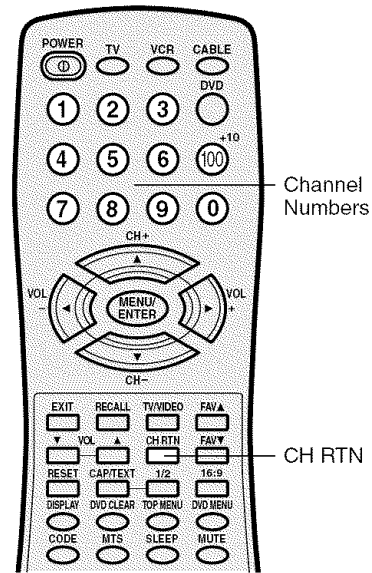 POWER TV VCR CABLE
DVD
1 2 3
+10
4 5 6 100
Channel
Numbers
7 8 9 0
CH+
VOL
−
MENU/
ENTER
VOL
+
CH−
EXIT RECALL TV/VIDEO FAV▲
▼ VOL ▲ CH RTN FAV▼
CH RTN
RESET CAP/TEXT 1/2 16:9
DISPLAY DVD CLEAR TOP MENU DVD MENU
CODE MTS SLEEP MUTE